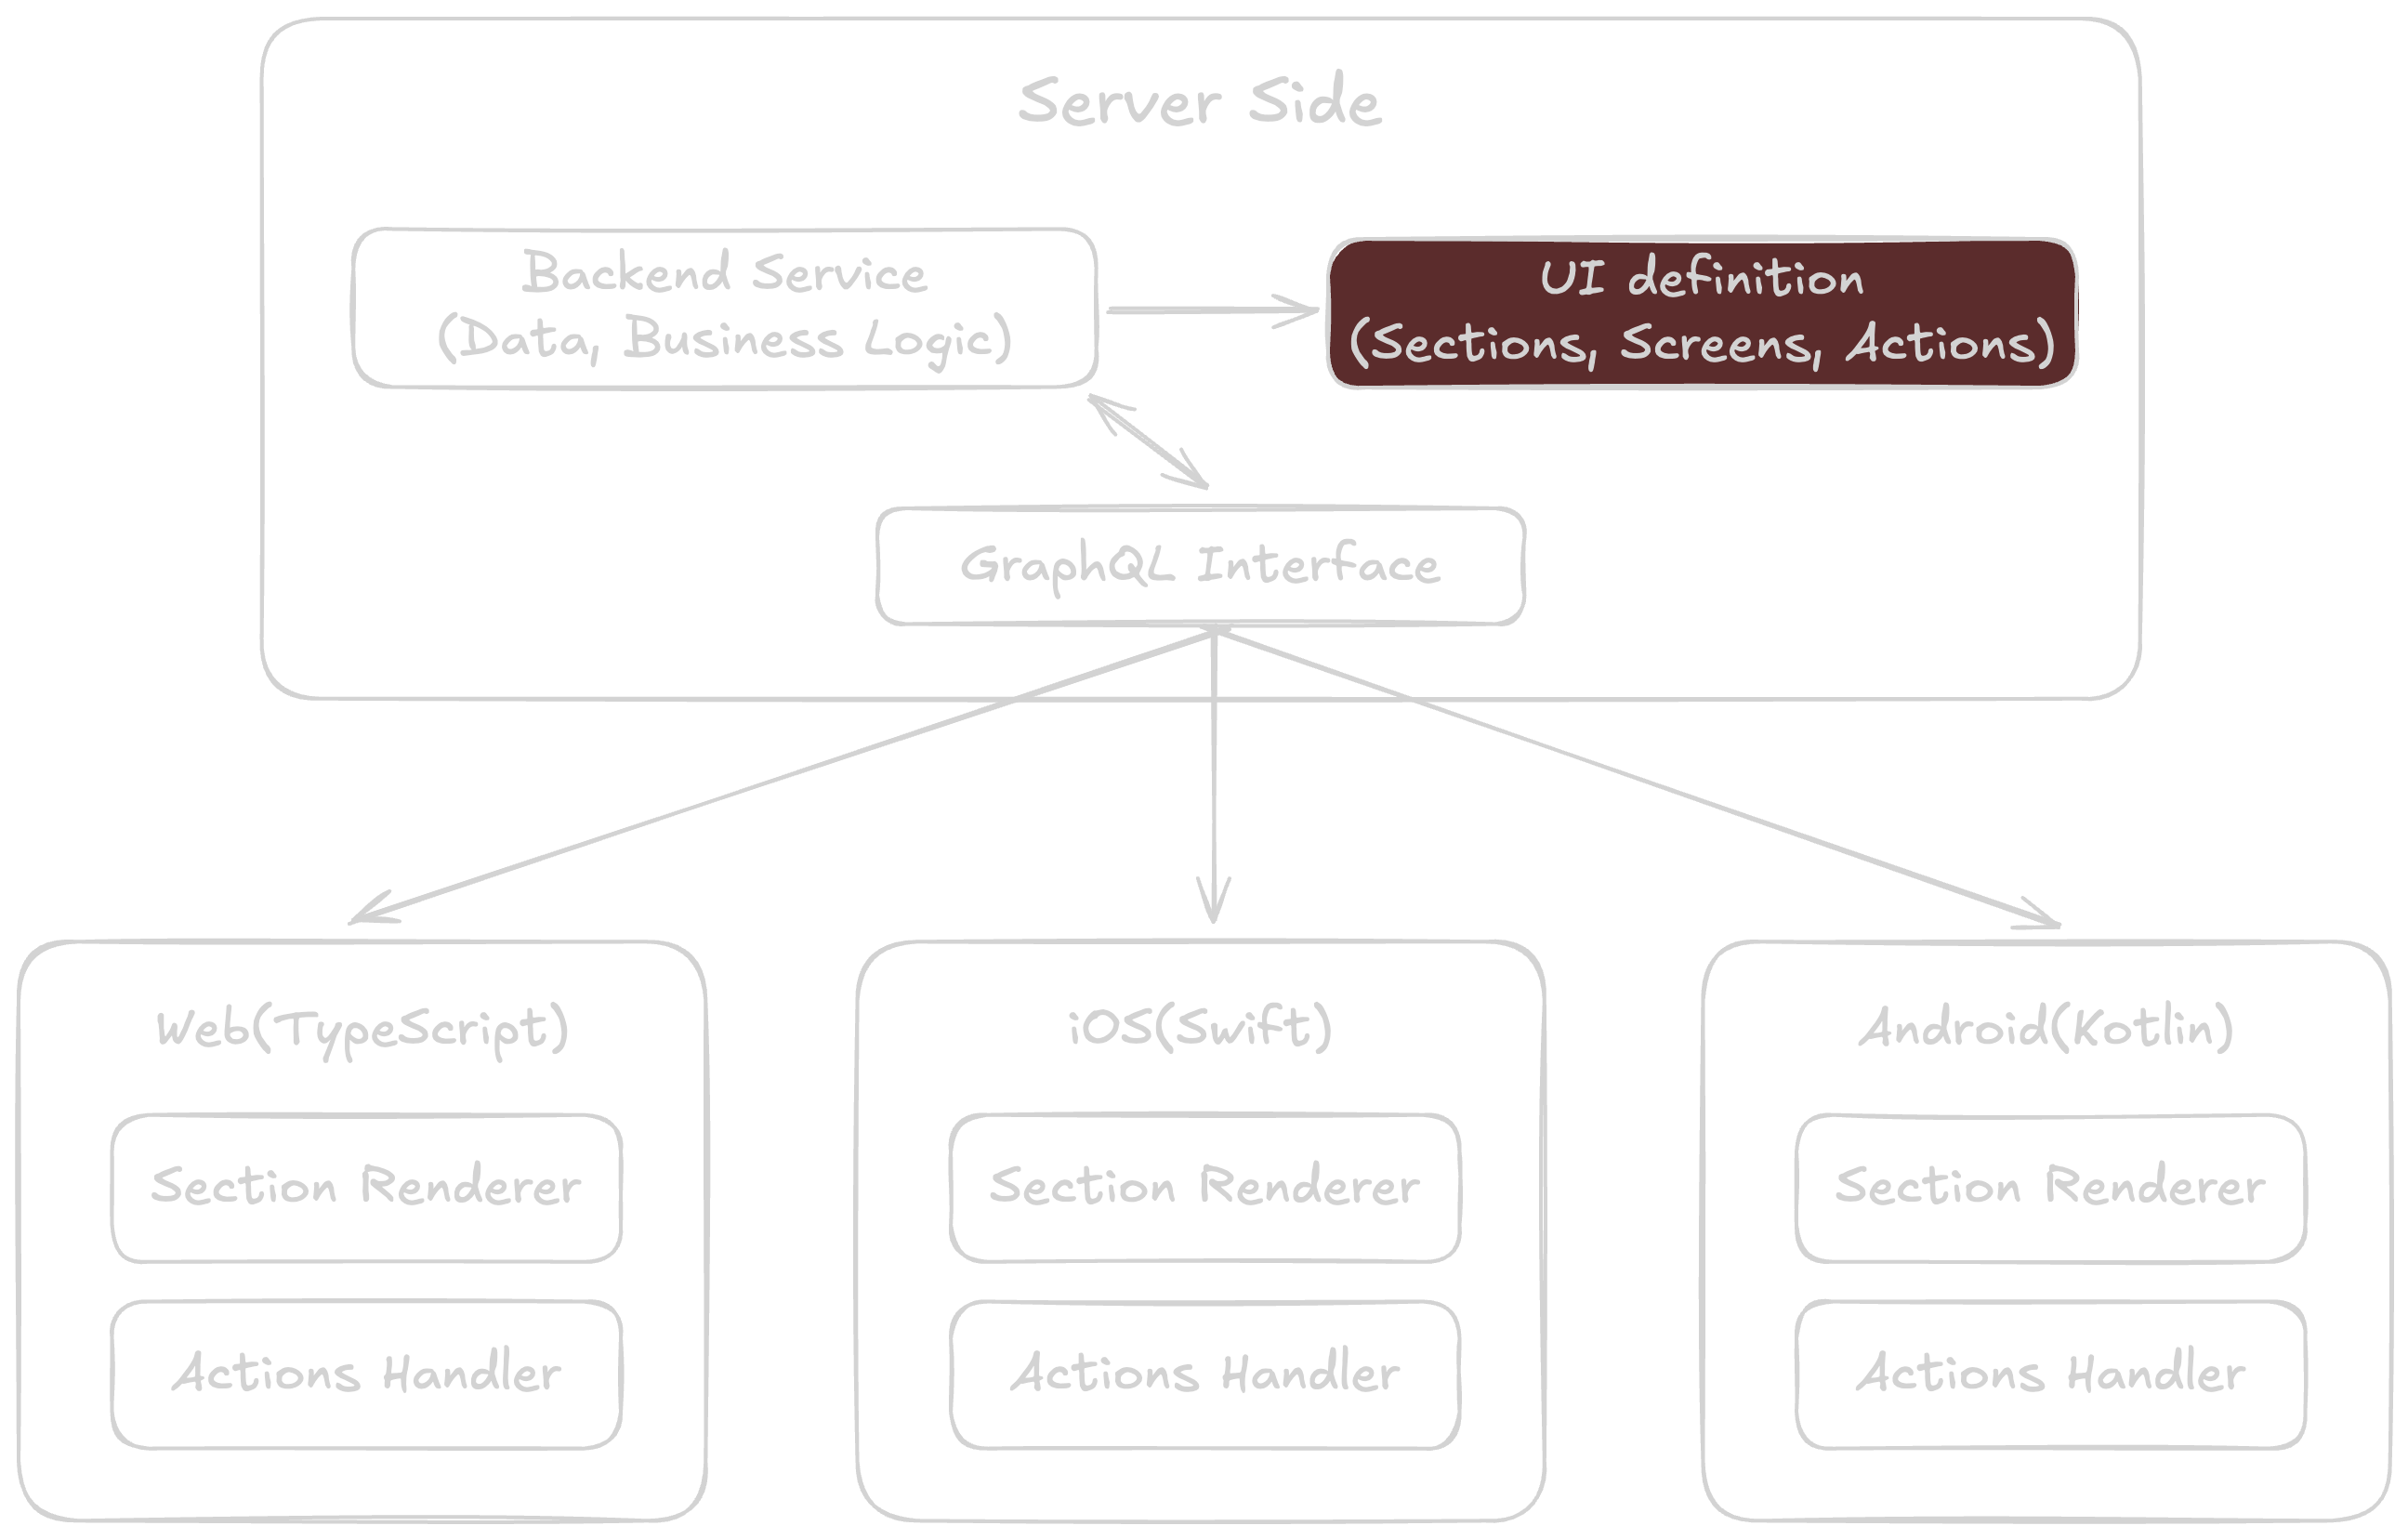 Server Side
Backend Service
(Data, Business Logic)
UI definition
(Sections, Screens, Actions)
GraphQL Interface
Web(TypeScript)
Section Renderer
Actions Handler
iOS(Swift)
Section Renderer
Actions Handler
Android(Kotlin)
Section Renderer
Actions Handler